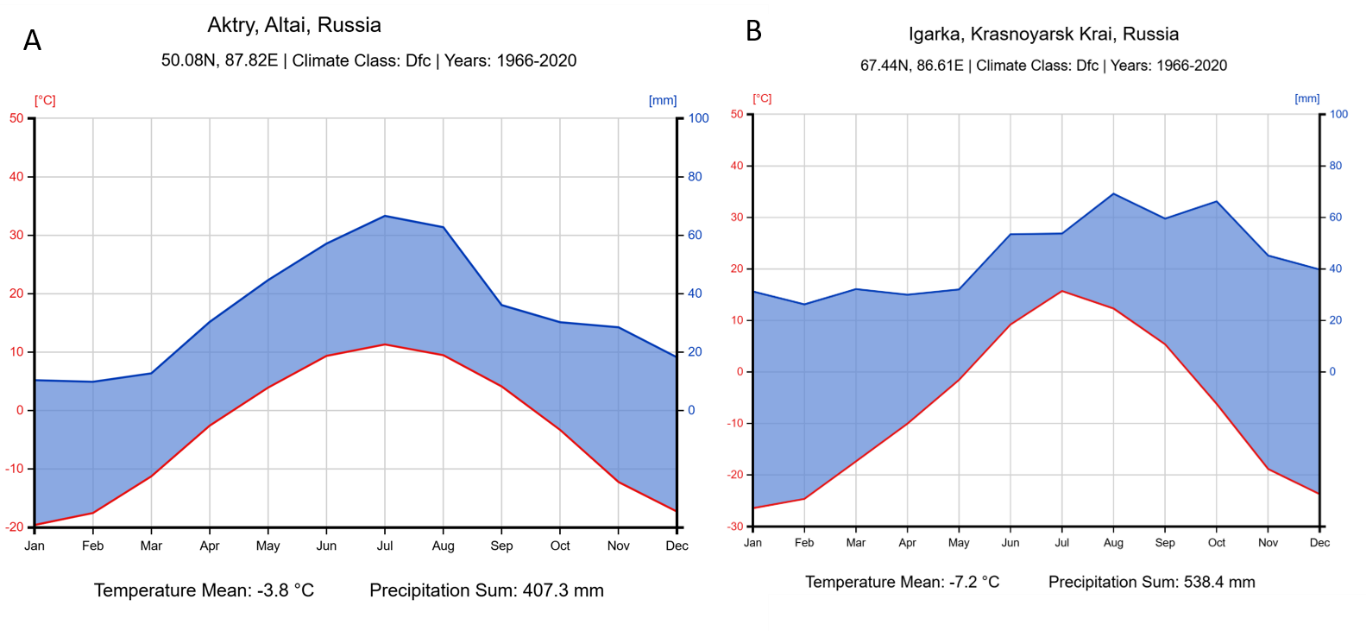 A
Aktry, Altai, Russia
50.08N, 87.82E | Climate Class: Dfc | Years: 1966-2020
[°C]
[mm]
50
40
30
20
10
0
-10
-20
100
80
60
40
20
0
Jan Feb Mar Apr May Jun Jul Aug Sep Oct Nov Dec
Temperature Mean: -3.8 °C Precipitation Sum: 407.3 mm
B
Igarka, Krasnoyarsk Krai, Russia
67.44N, 86.61E | Climate Class: Dfc | Years: 1966-2020
[°C]
[mm]
50
40
30
20
10
0
-10
-20
-30
100
80
60
40
20
0
Jan Feb Mar Apr May Jun Jul Aug Sep Oct Nov Dec
Temperature Mean: -7.2 °C Precipitation Sum: 538.4 mm